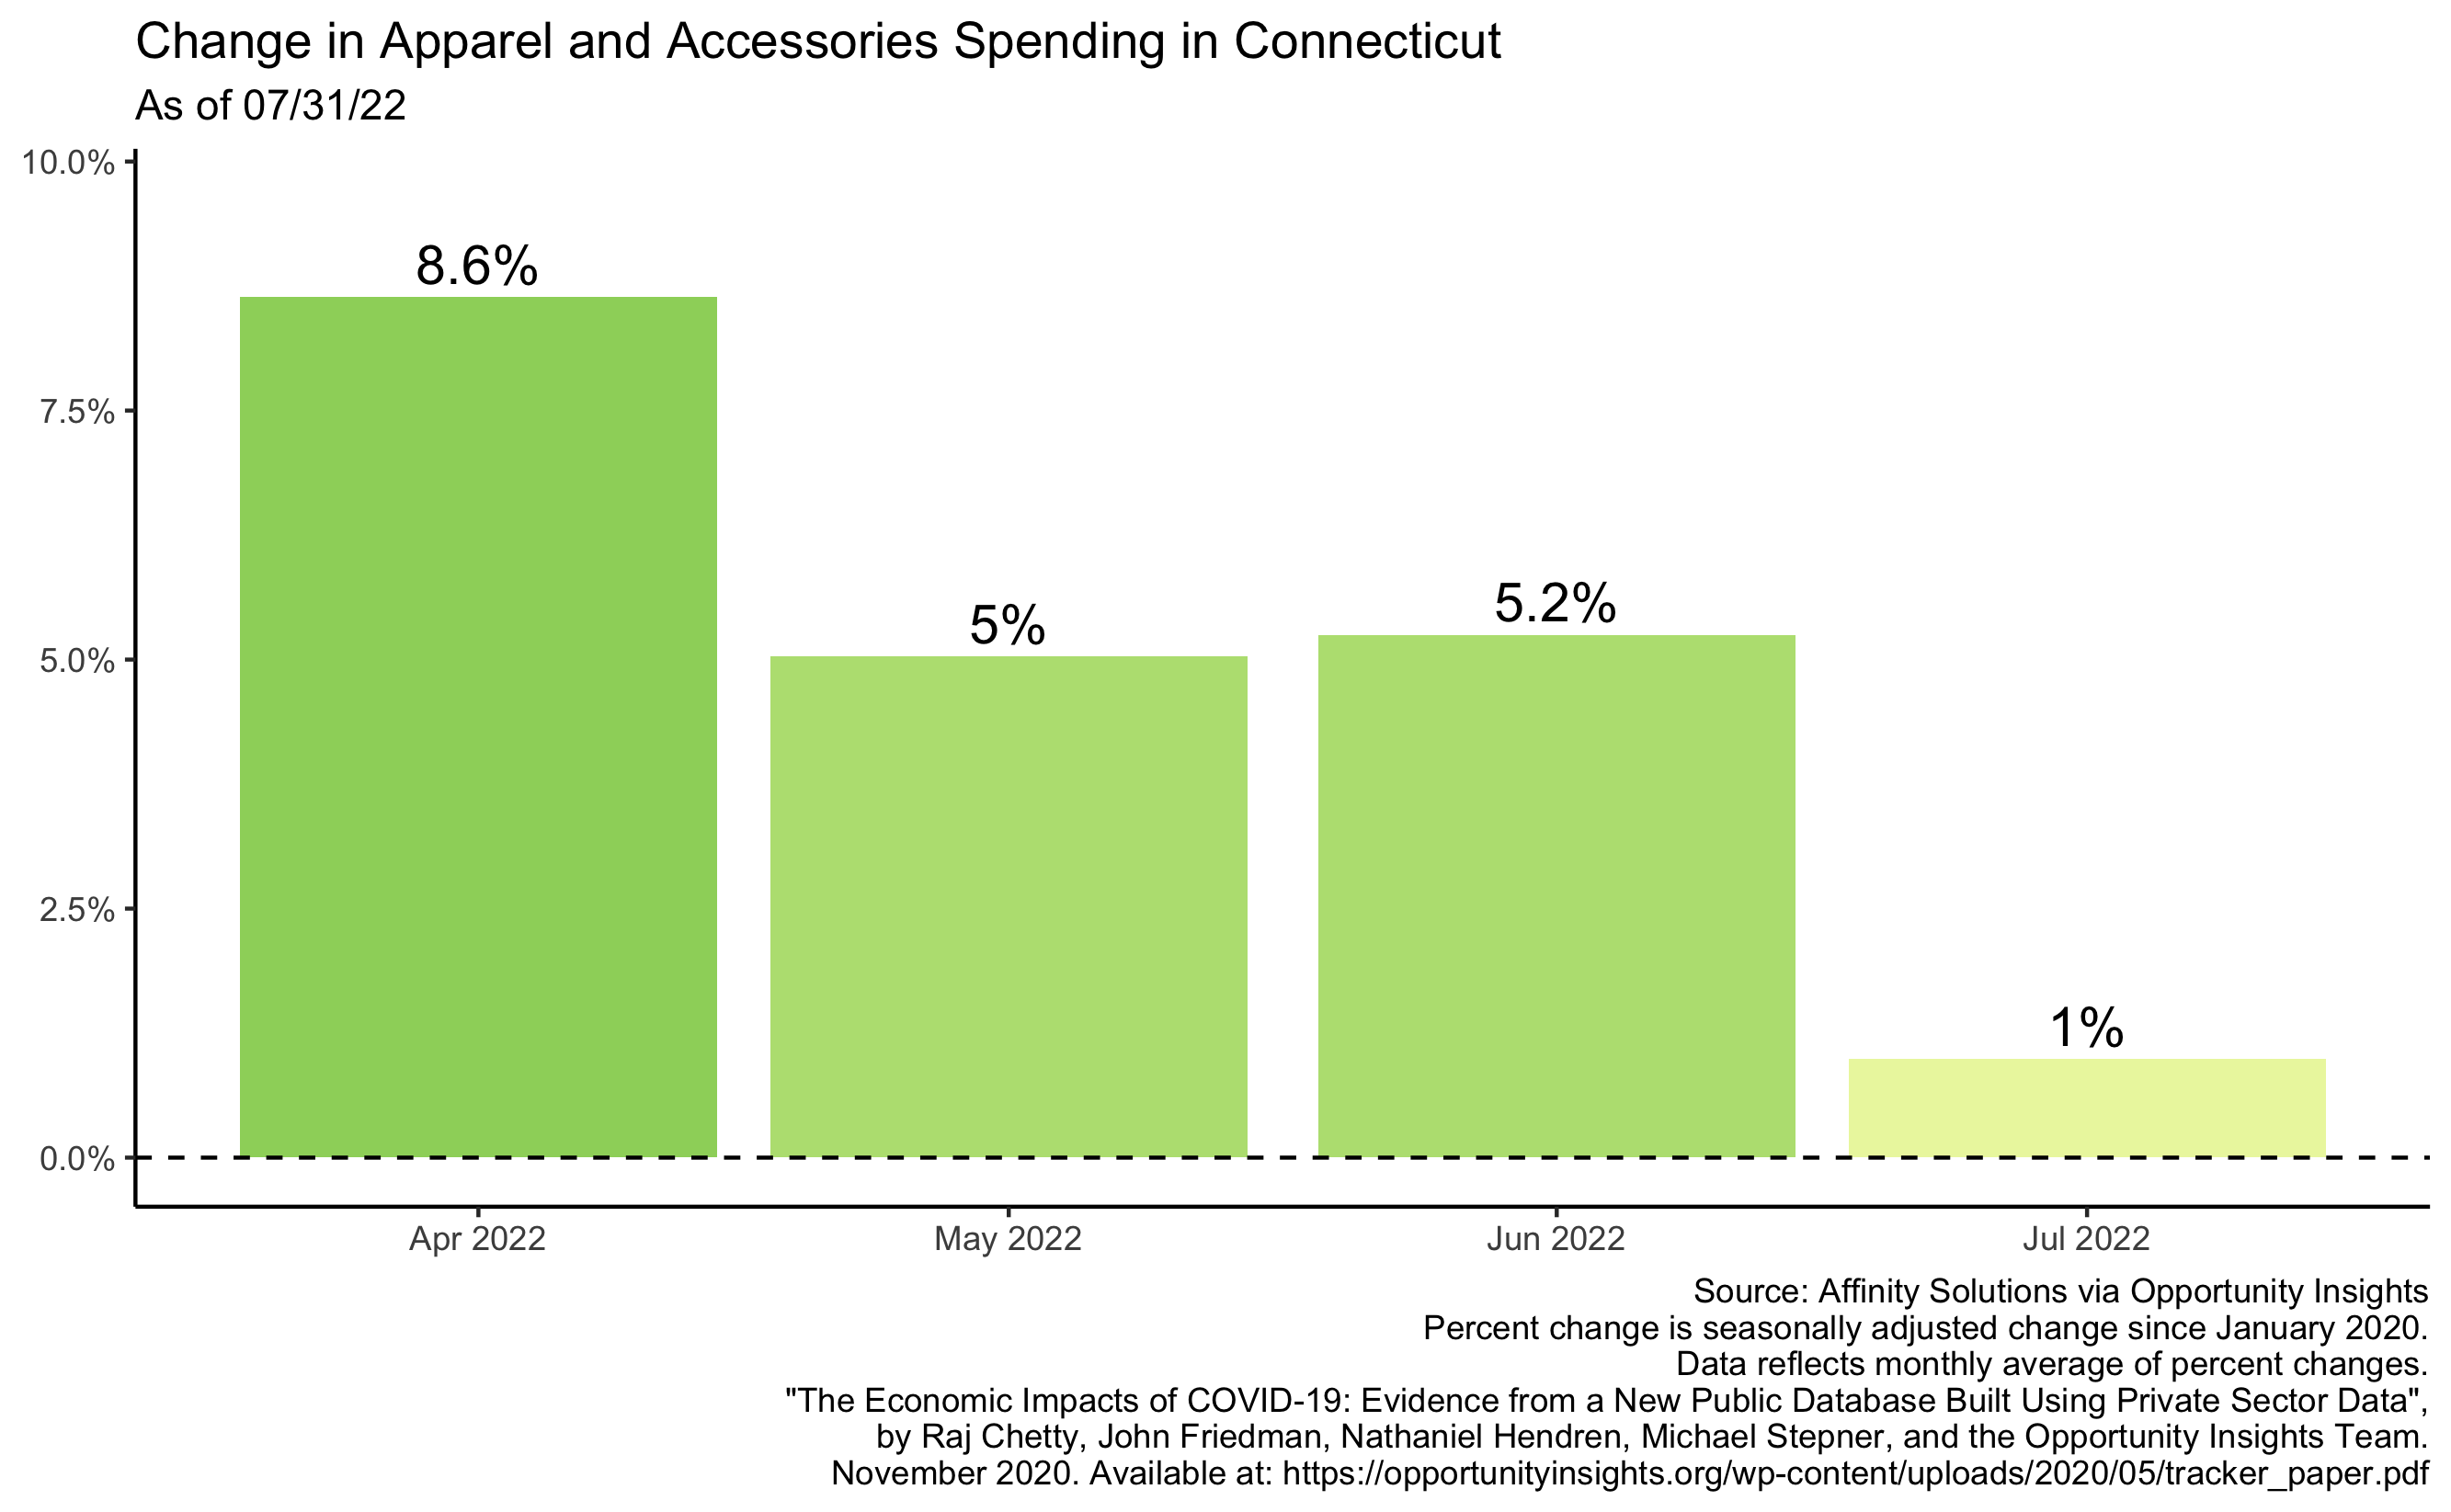 Change in Apparel and Accessories Spending in Connecticut
As of 07/31/22
10.0%
7.5%
5.0%
2.5%
0.0%
8.6%
5%
5.2%
1%
Apr 2022
May 2022
Jun 2022
Jul 2022
Source: Affinity Solutions via Opportunity Insights
Percent change is seasonally adjusted change since January 2020.
Data reflects monthly average of percent changes.
"The Economic Impacts of COVID-19: Evidence from a New Public Database Built Using Private Sector Data",
by Raj Chetty, John Friedman, Nathaniel Hendren, Michael Stepner, and the Opportunity Insights Team.
November 2020. Available at: https://opportunityinsights.org/wp-content/uploads/2020/05/tracker_paper.pdf